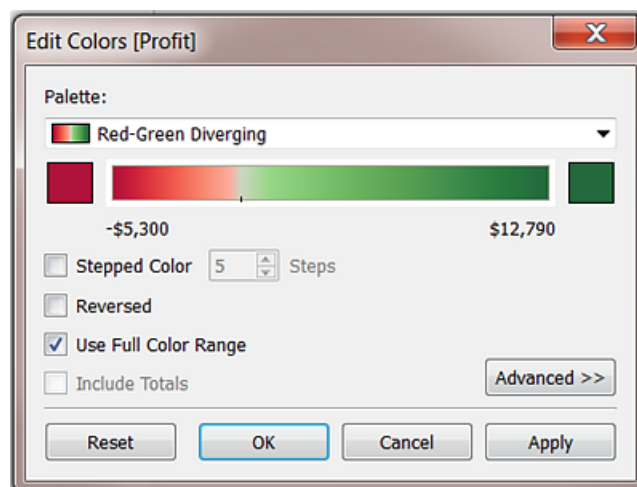 Edit Colors [Profit]
X
Palette:
Red-Green Diverging
-$5,300 $12,790
Stepped Color 5 Steps
Reversed
Use Full Color Range
Include Totals
Advanced >>
Reset OK Cancel Apply